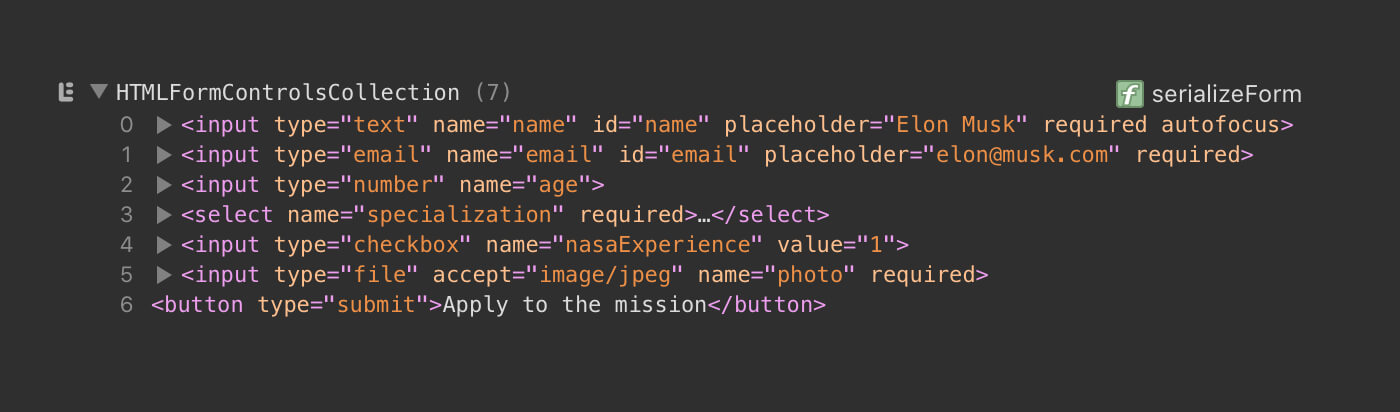 HTMLFormControlsCollection (7) serializeForm
0 <input type="text" name="name" id="name" placeholder="Elon Musk" required autofocus>
1 <input type="email" name="email" id="email" placeholder="elon@musk.com" required>
2 <input type="number" name="age">
3 <select name="specialization" required>…</select>
4 <input type="checkbox" name="nasaExperience" value="1">
5 <input type="file" accept="image/jpeg" name="photo" required>
6 <button type="submit">Apply to the mission</button>